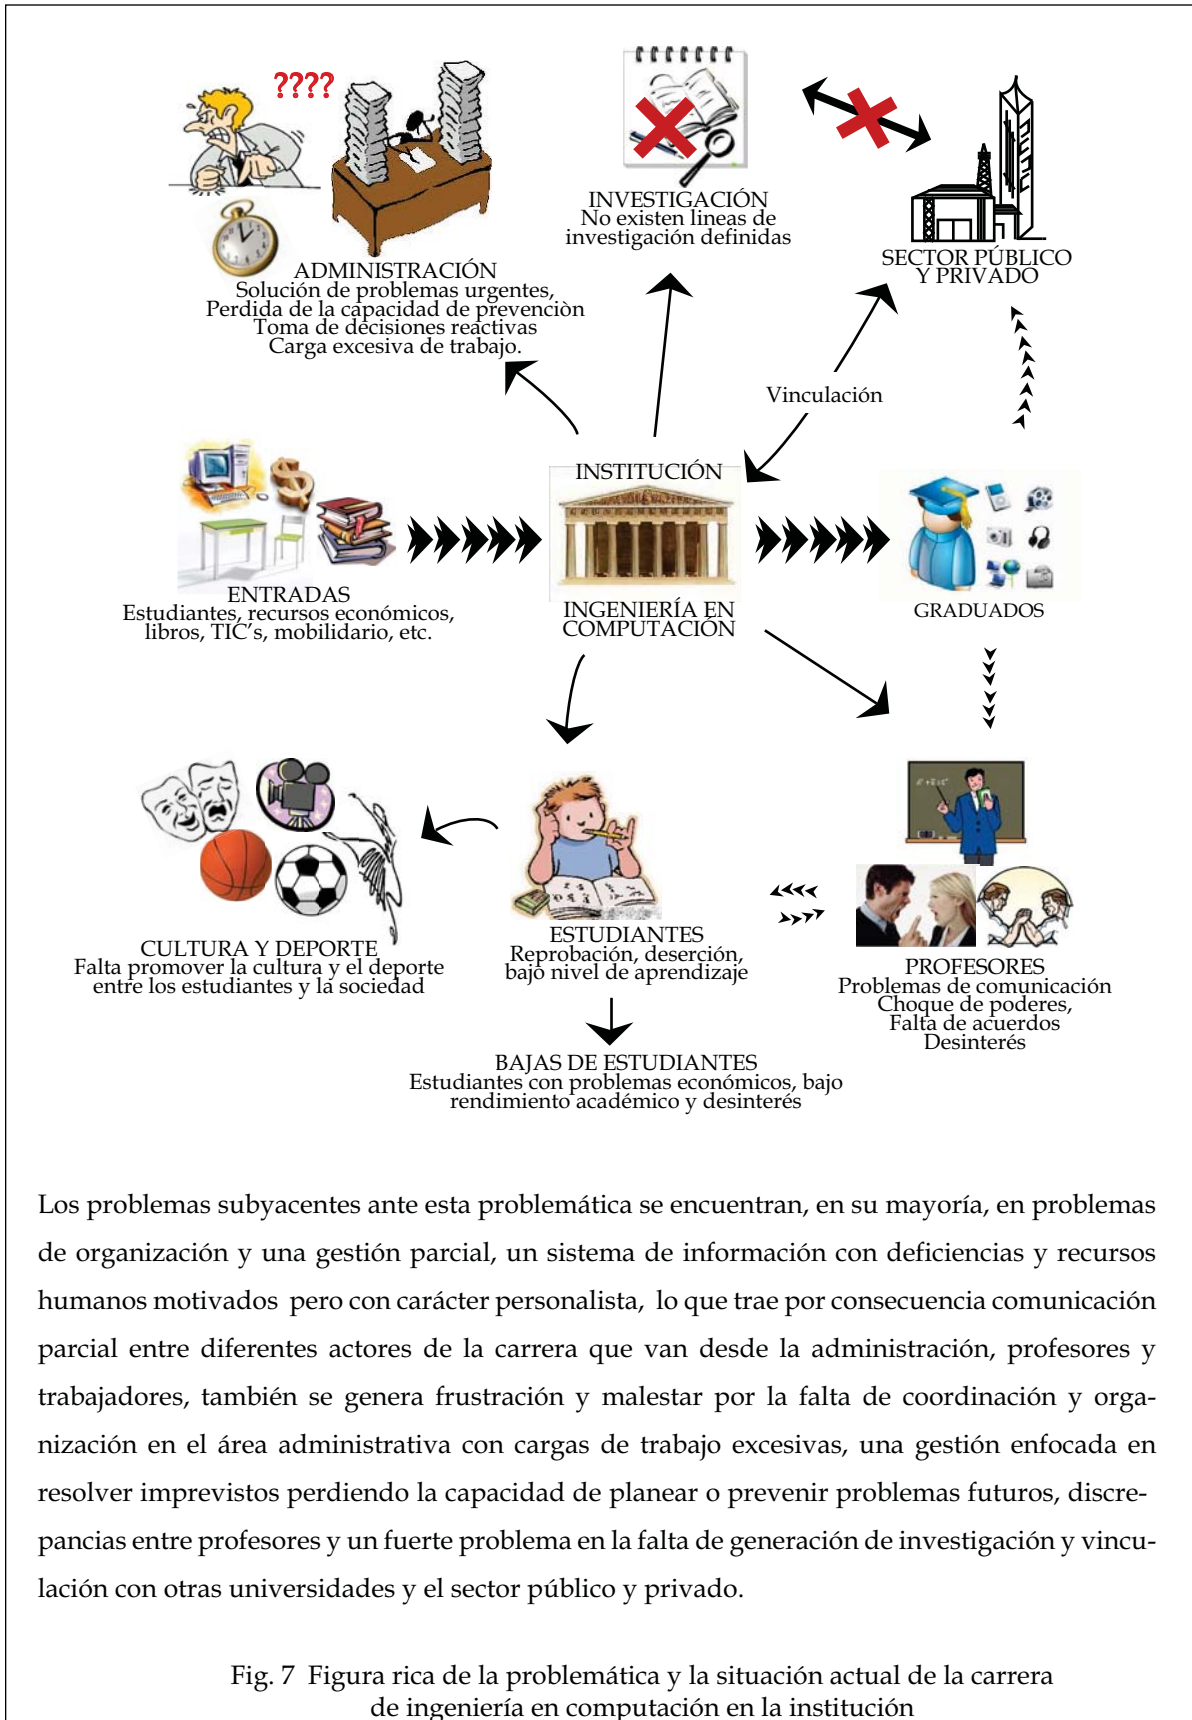 ????
INVESTIGACIÓN
No existen lineas de
investigación definidas
SECTOR PÚBLICO
Y PRIVADO
ADMINISTRACIÓN
Solución de problemas urgentes,
Perdida de la capacidad de prevenciòn
Toma de decisiones reactivas
Carga excesiva de trabajo.
Vinculación
INSTITUCIÓN
ENTRADAS
Estudiantes, recursos económicos,
libros, TIC’s, mobilidario, etc.
INGENIERÍA EN
COMPUTACIÓN
GRADUADOS
CULTURA Y DEPORTE
Falta promover la cultura y el deporte
entre los estudiantes y la sociedad
ESTUDIANTES
Reprobación, deserción,
bajo nivel de aprendizaje
PROFESORES
Problemas de comunicación
Choque de poderes,
Falta de acuerdos
Desinterés
BAJAS DE ESTUDIANTES
Estudiantes con problemas económicos, bajo
rendimiento académico y desinterés
Los problemas subyacentes ante esta problemática se encuentran, en su mayoría, en problemas
de organización y una gestión parcial, un sistema de información con deficiencias y recursos
humanos motivados pero con carácter personalista, lo que trae por consecuencia comunicación
parcial entre diferentes actores de la carrera que van desde la administración, profesores y
trabajadores, también se genera frustración y malestar por la falta de coordinación y orga-
nización en el área administrativa con cargas de trabajo excesivas, una gestión enfocada en
resolver imprevistos perdiendo la capacidad de planear o prevenir problemas futuros, discre-
pancias entre profesores y un fuerte problema en la falta de generación de investigación y vincu-
lación con otras universidades y el sector público y privado.
Fig. 7 Figura rica de la problemática y la situación actual de la carrera
de ingeniería en computación en la institución